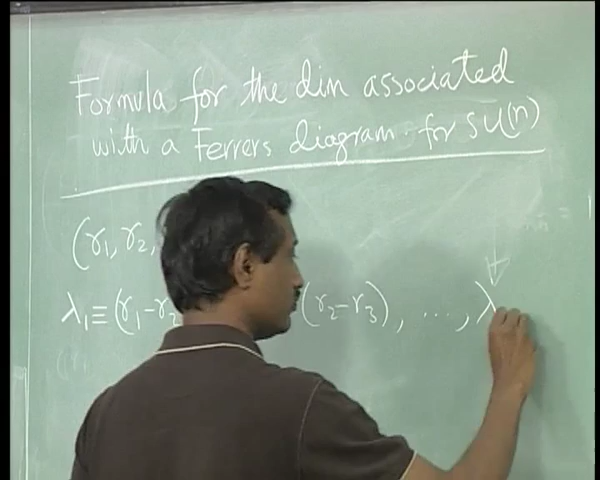 Formula for the dim associated
with a Ferrers diagram. for SU(n)
(r₁, r₂,
λ₁ ≡ (r₁ - r₂ (r₂ - r₃), ..., λ